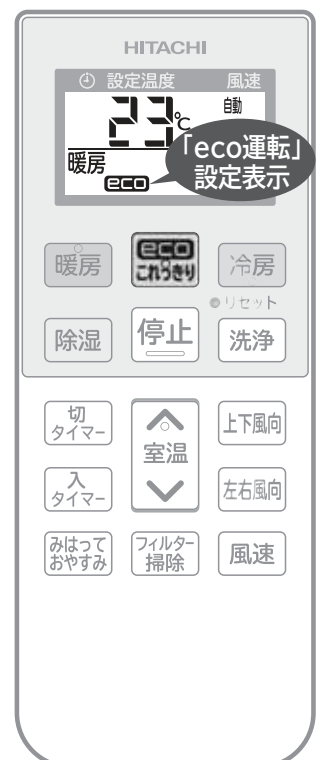 HITACHI
設定温度 風速
23℃ 自動
暖房
eco
「eco運転」
設定表示
暖房
eco
これっきり
冷房
リセット
除湿
停止
洗浄
切
タイマー
室温
上下風向
入
タイマー
左右風向
みはって
おやすみ
フィルター
掃除
風速